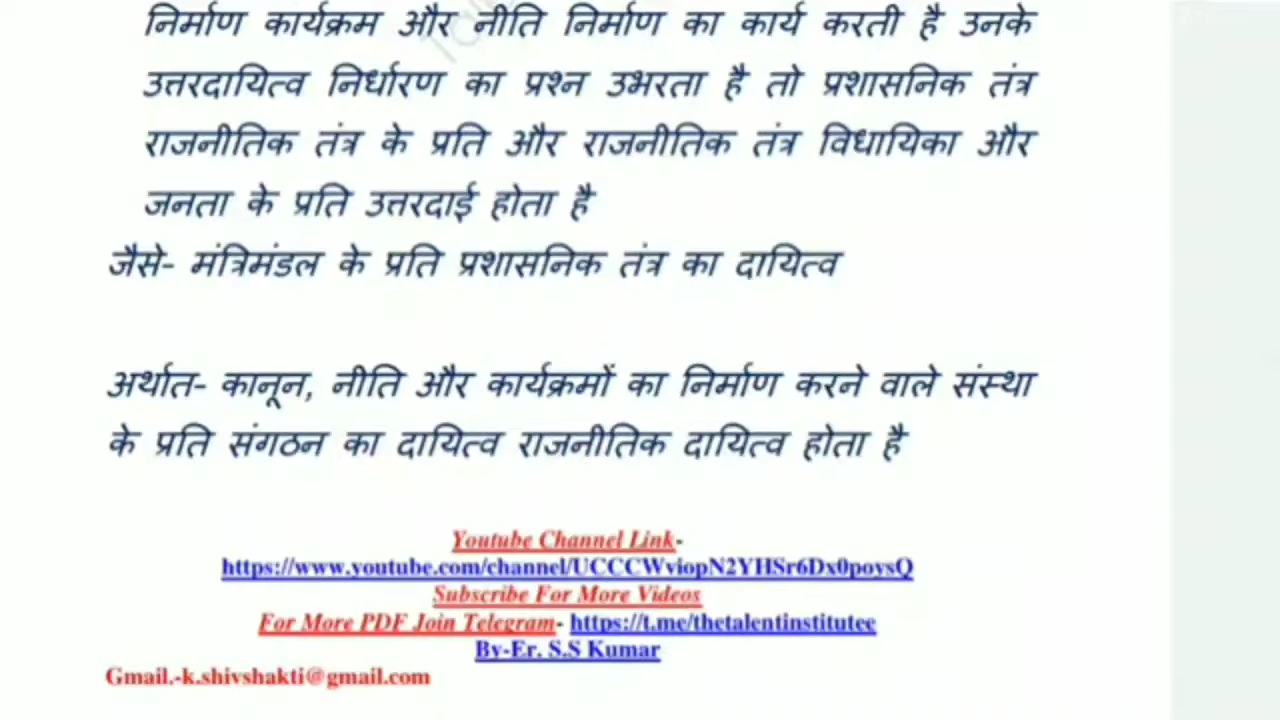 निर्माण कार्यक्रम और नीति निर्माण का कार्य करती है उनके
उत्तरदायित्व निर्धारण का प्रश्न उभरता है तो प्रशासनिक तंत्र
राजनीतिक तंत्र के प्रति और राजनीतिक तंत्र विधायिका और
जनता के प्रति उत्तरदाई होता है
जैसे- मंत्रिमंडल के प्रति प्रशासनिक तंत्र का दायित्व
अर्थात- कानून, नीति और कार्यक्रमों का निर्माण करने वाले संस्था
के प्रति संगठन का दायित्व राजनीतिक दायित्व होता है
Youtube Channel Link-
https://www.youtube.com/channel/UCCCWviopN2YHSr6Dx0poysQ
Subscribe For More Videos
For More PDF Join Telegram- https://t.me/thetalentinstitutee
By-Er. S.S Kumar
Gmail.-k.shivshakti@gmail.com